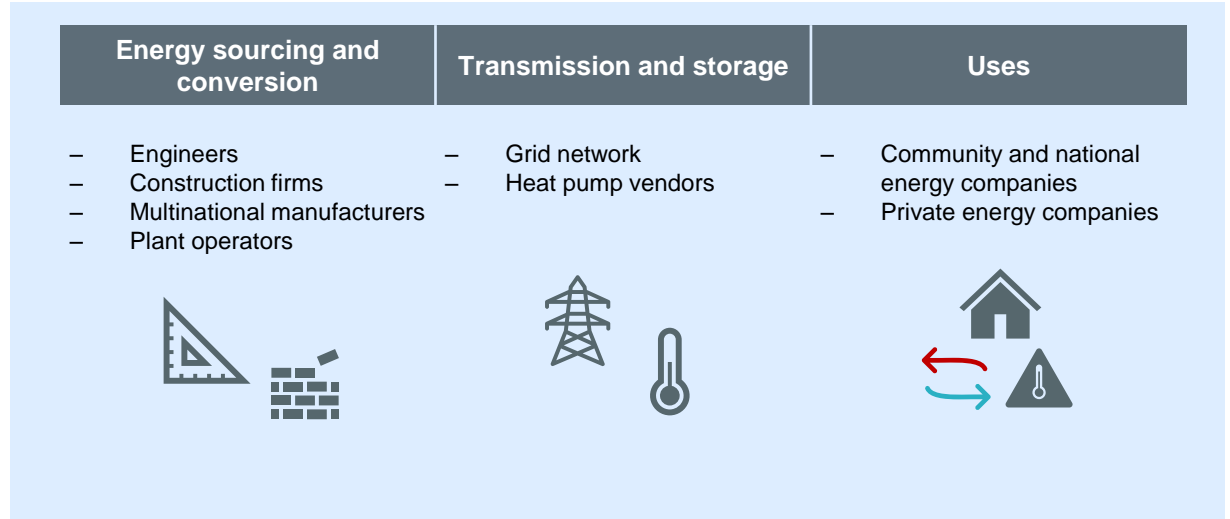 Energy sourcing and
conversion
Transmission and storage
Uses
– Engineers
– Construction firms
– Multinational manufacturers
– Plant operators
– Grid network
– Heat pump vendors
– Community and national
energy companies
– Private energy companies